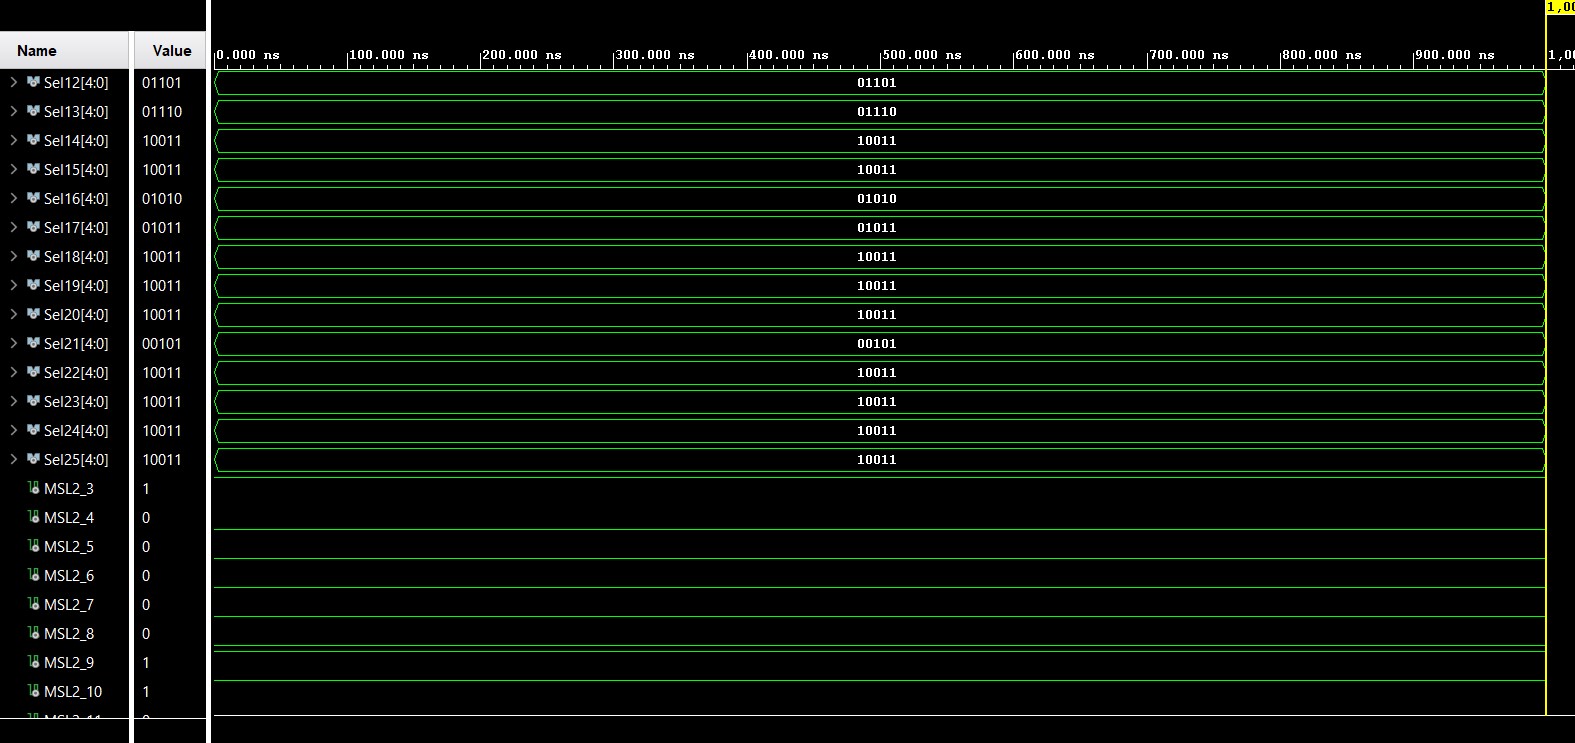 1,00
Name Value 0.000 ns 100.000 ns 200.000 ns 300.000 ns 400.000 ns 500.000 ns 600.000 ns 700.000 ns 800.000 ns 900.000 ns 1,00
Sel12[4:0] 01101 01101
Sel13[4:0] 01110 01110
Sel14[4:0] 10011 10011
Sel15[4:0] 10011 10011
Sel16[4:0] 01010 01010
Sel17[4:0] 01011 01011
Sel18[4:0] 10011 10011
Sel19[4:0] 10011 10011
Sel20[4:0] 10011 10011
Sel21[4:0] 00101 00101
Sel22[4:0] 10011 10011
Sel23[4:0] 10011 10011
Sel24[4:0] 10011 10011
Sel25[4:0] 10011 10011
MSL2_3 1
MSL2_4 0
MSL2_5 0
MSL2_6 0
MSL2_7 0
MSL2_8 0
MSL2_9 1
MSL2_10 1